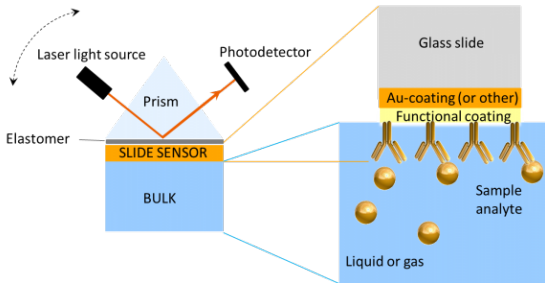 Laser light source
Photodetector
Prism
Elastomer
SLIDE SENSOR
BULK
Glass slide
Au-coating (or other)
Functional coating
Sample
analyte
Liquid or gas